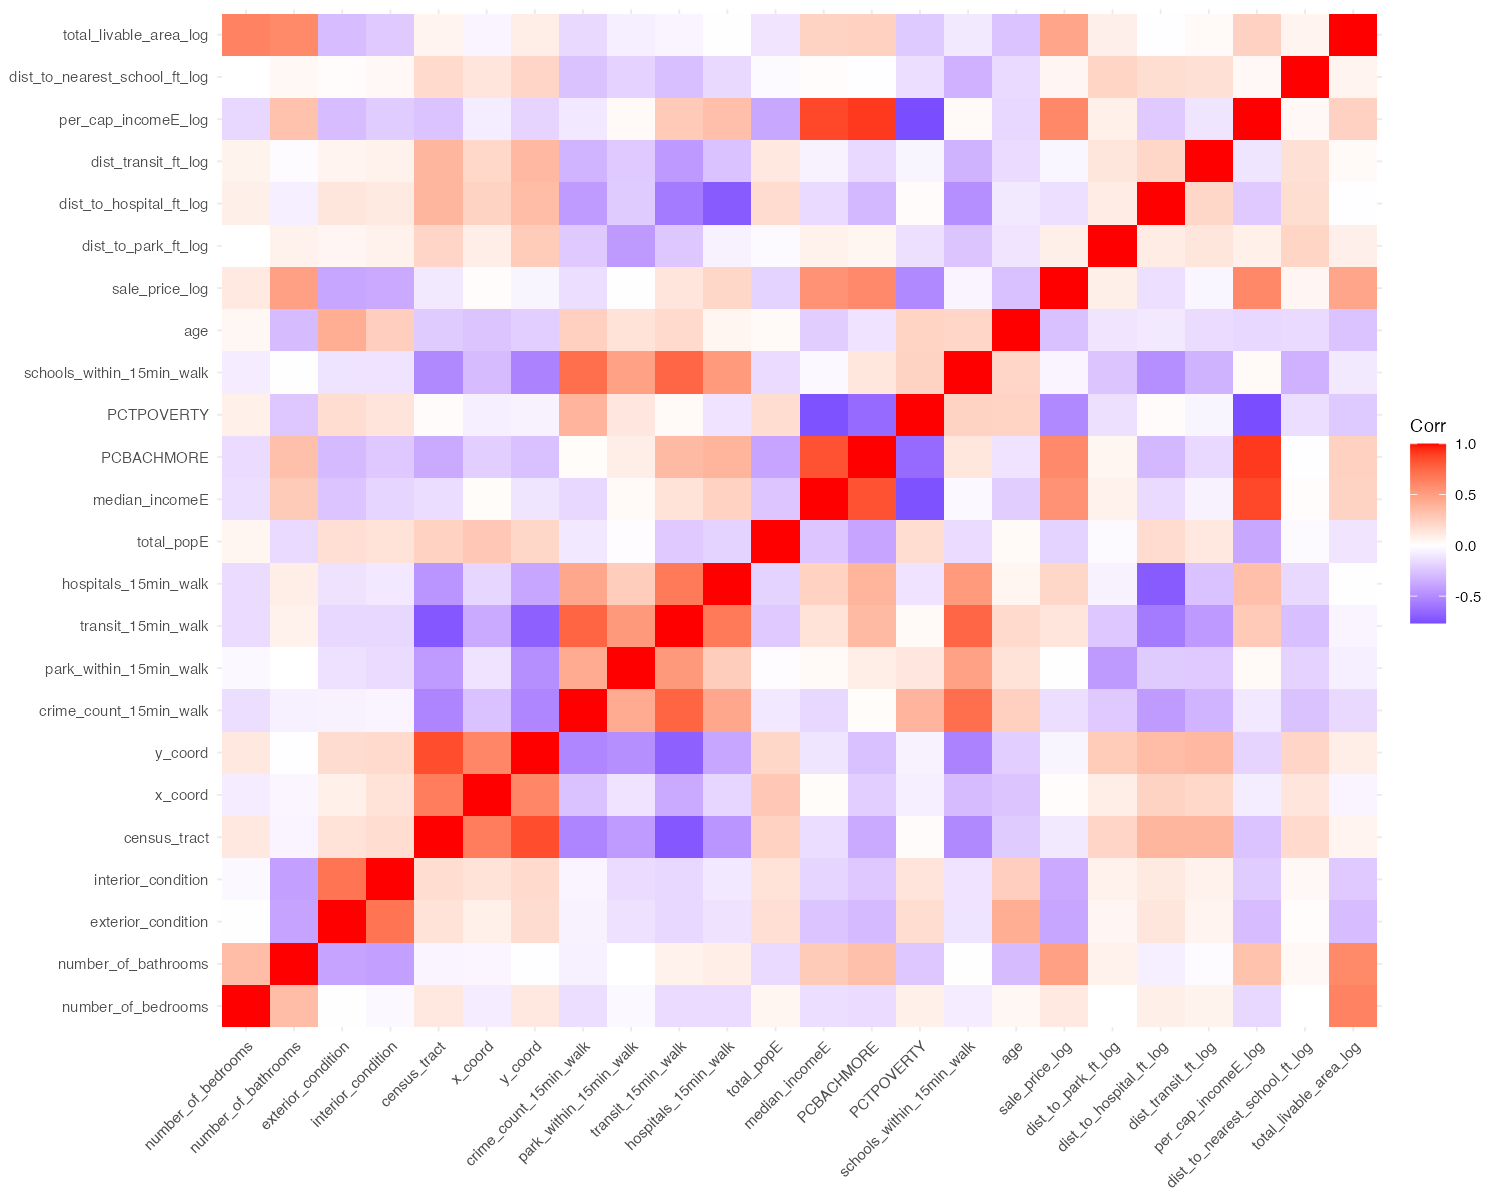 total_livable_area_log
dist_to_nearest_school_ft_log
per_cap_incomeE_log
dist_transit_ft_log
dist_to_hospital_ft_log
dist_to_park_ft_log
sale_price_log
age
schools_within_15min_walk
PCTPOVERTY
PCBACHMORE
median_incomeE
total_popE
hospitals_15min_walk
transit_15min_walk
park_within_15min_walk
crime_count_15min_walk
y_coord
x_coord
census_tract
interior_condition
exterior_condition
number_of_bathrooms
number_of_bedrooms
number_of_bedrooms
number_of_bathrooms
exterior_condition
interior_condition
census_tract
x_coord
y_coord
crime_count_15min_walk
park_within_15min_walk
transit_15min_walk
hospitals_15min_walk
total_popE
median_incomeE
PCBACHMORE
PCTPOVERTY
schools_within_15min_walk
age
sale_price_log
dist_to_park_ft_log
dist_to_hospital_ft_log
dist_transit_ft_log
per_cap_incomeE_log
dist_to_nearest_school_ft_log
total_livable_area_log
Corr
1.0
0.5
0.0
-0.5